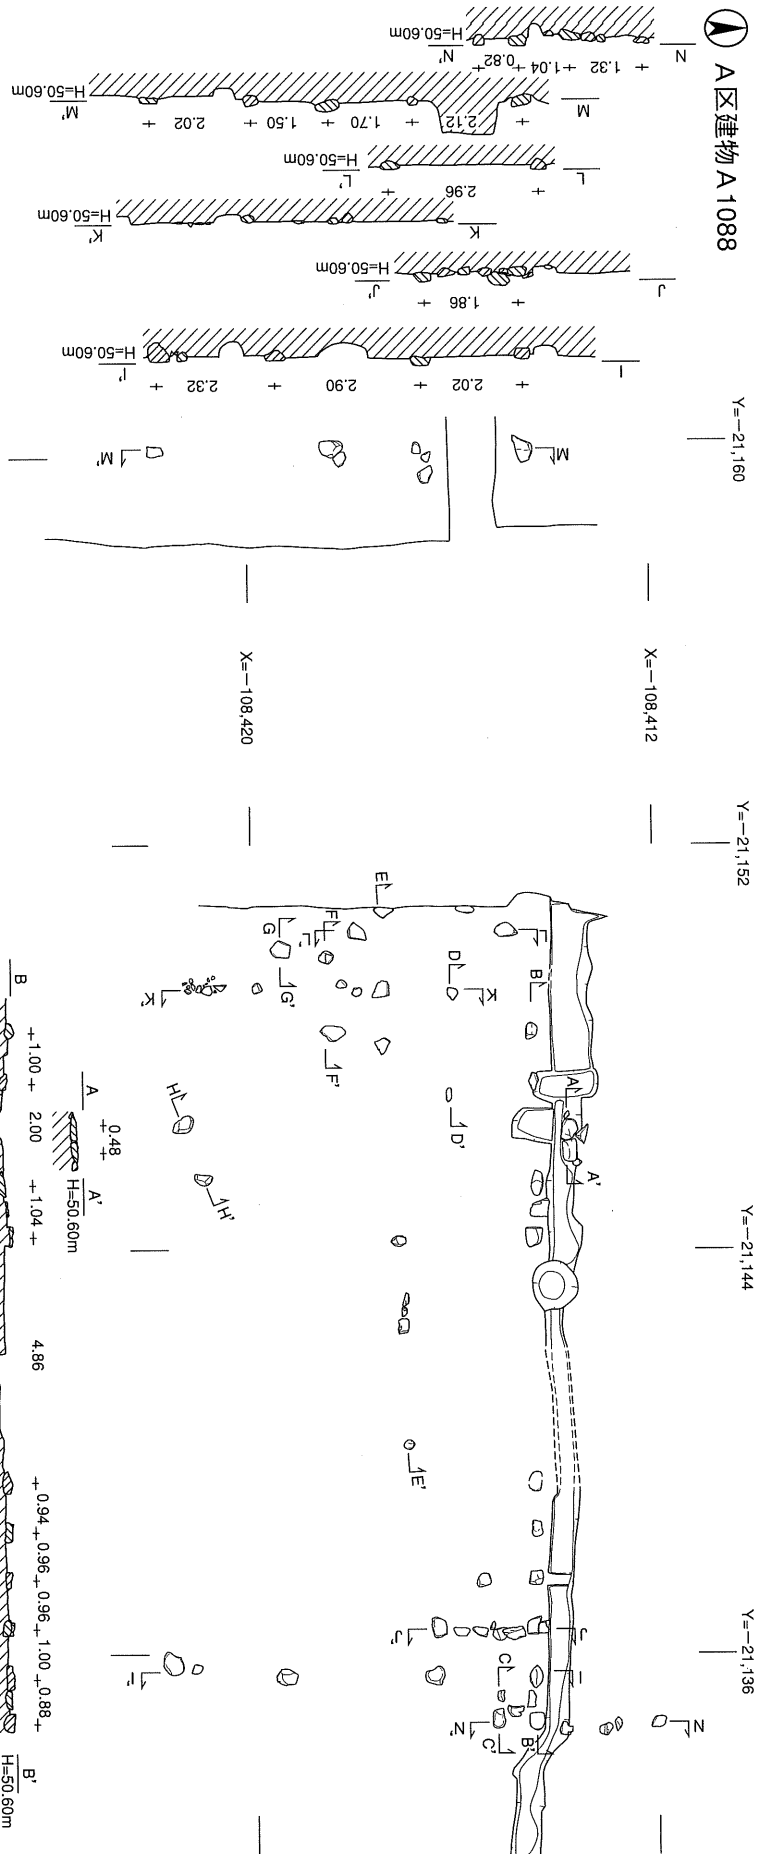 A区建物A1088
N
N'
H=50.60m
1.32
1.04
0.82
M
M'
H=50.60m
2.12
1.70
1.50
2.02
L
L'
H=50.60m
2.96
K
K'
H=50.60m
J
J'
H=50.60m
1.86
I
I'
H=50.60m
2.02
2.90
2.32
Y=-21,160
M
M'
X=-108,420
X=-108,412
Y=-21,152
E
F
G
L'
L
D
B
K
K'
G'
F'
H
D'
A
A'
H'
Y=-21,144
E'
J
J'
I
I'
C
N
N'
C'
B'
Y=-21,136
A
A'
H=50.60m
0.48
B
B'
H=50.60m
1.00
2.00
1.04
4.86
0.94
0.96
0.96
1.00
0.88